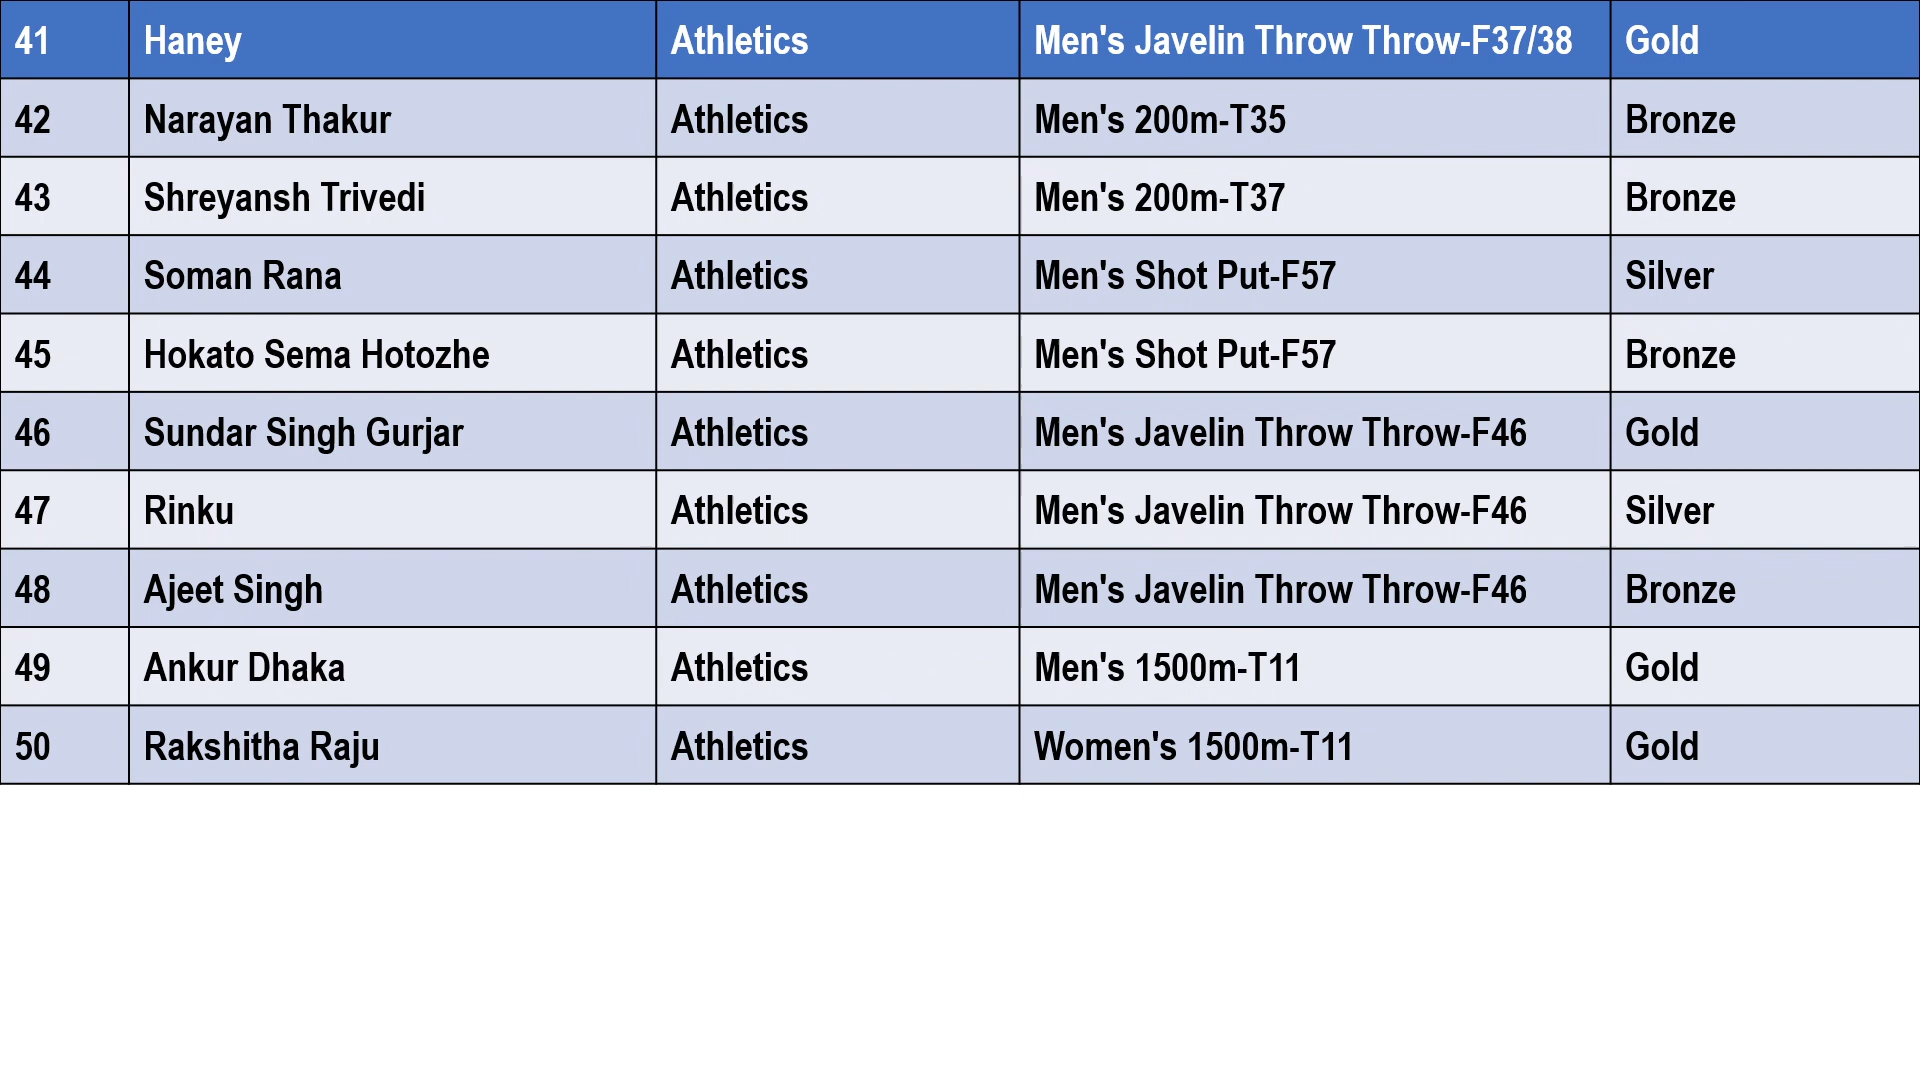 41 Haney Athletics Men's Javelin Throw Throw-F37/38 Gold
42 Narayan Thakur Athletics Men's 200m-T35 Bronze
43 Shreyansh Trivedi Athletics Men's 200m-T37 Bronze
44 Soman Rana Athletics Men's Shot Put-F57 Silver
45 Hokato Sema Hotozhe Athletics Men's Shot Put-F57 Bronze
46 Sundar Singh Gurjar Athletics Men's Javelin Throw Throw-F46 Gold
47 Rinku Athletics Men's Javelin Throw Throw-F46 Silver
48 Ajeet Singh Athletics Men's Javelin Throw Throw-F46 Bronze
49 Ankur Dhaka Athletics Men's 1500m-T11 Gold
50 Rakshitha Raju Athletics Women's 1500m-T11 Gold